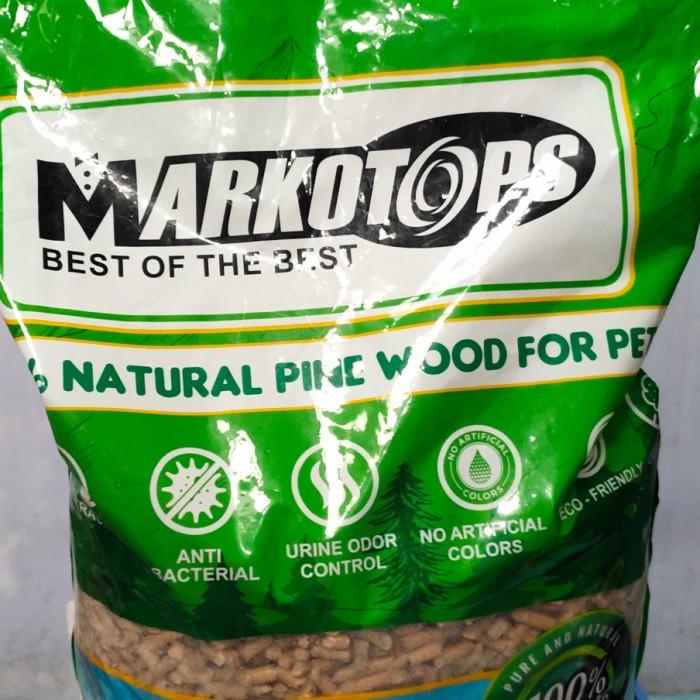 MARKOTOPS
BEST OF THE BEST
NATURAL PINE WOOD FOR PET
ANTI
BACTERIAL
URINE ODOR
CONTROL
NO ARTIFICIAL
COLORS
NO ARTIFICIAL
COLORS
ECO - FRIENDLY
PURE AND NATURAL